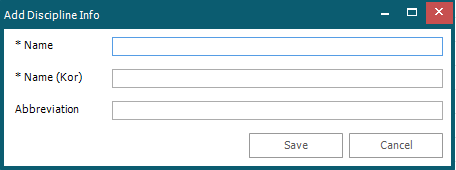 Add Discipline Info
* Name
* Name (Kor)
Abbreviation
Save Cancel